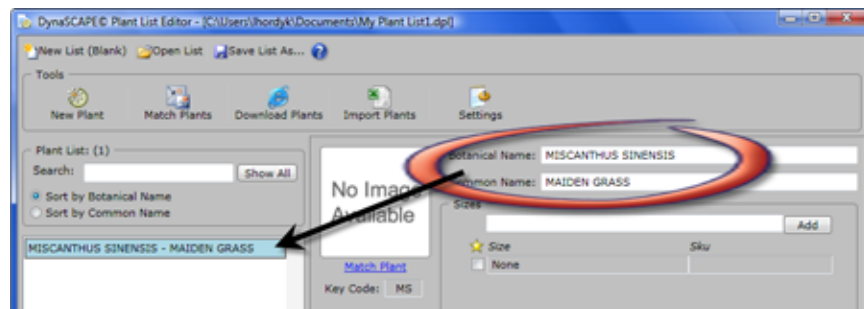 DynaSCAPE© Plant List Editor - [C:\Users\lhordyk\Documents\My Plant List1.dpl]
New List (Blank) Open List Save List As...
Tools
New Plant Match Plants Download Plants Import Plants Settings
Plant List: (1)
Search: Show All
Sort by Botanical Name
Sort by Common Name
MISCANTHUS SINENSIS - MAIDEN GRASS
No Image
Available
Match Plant
Key Code: MS
Botanical Name: MISCANTHUS SINENSIS
Common Name: MAIDEN GRASS
Sizes
Add
Size Sku
None